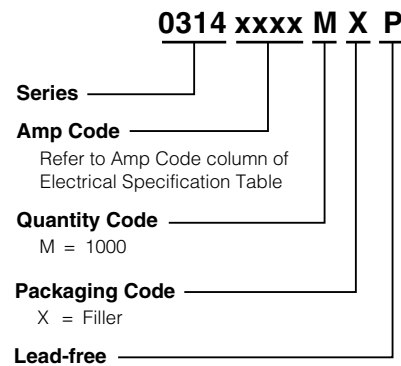 0314 xxxx M X P
Series
Amp Code
Refer to Amp Code column of
Electrical Specification Table
Quantity Code
M = 1000
Packaging Code
X = Filler
Lead-free